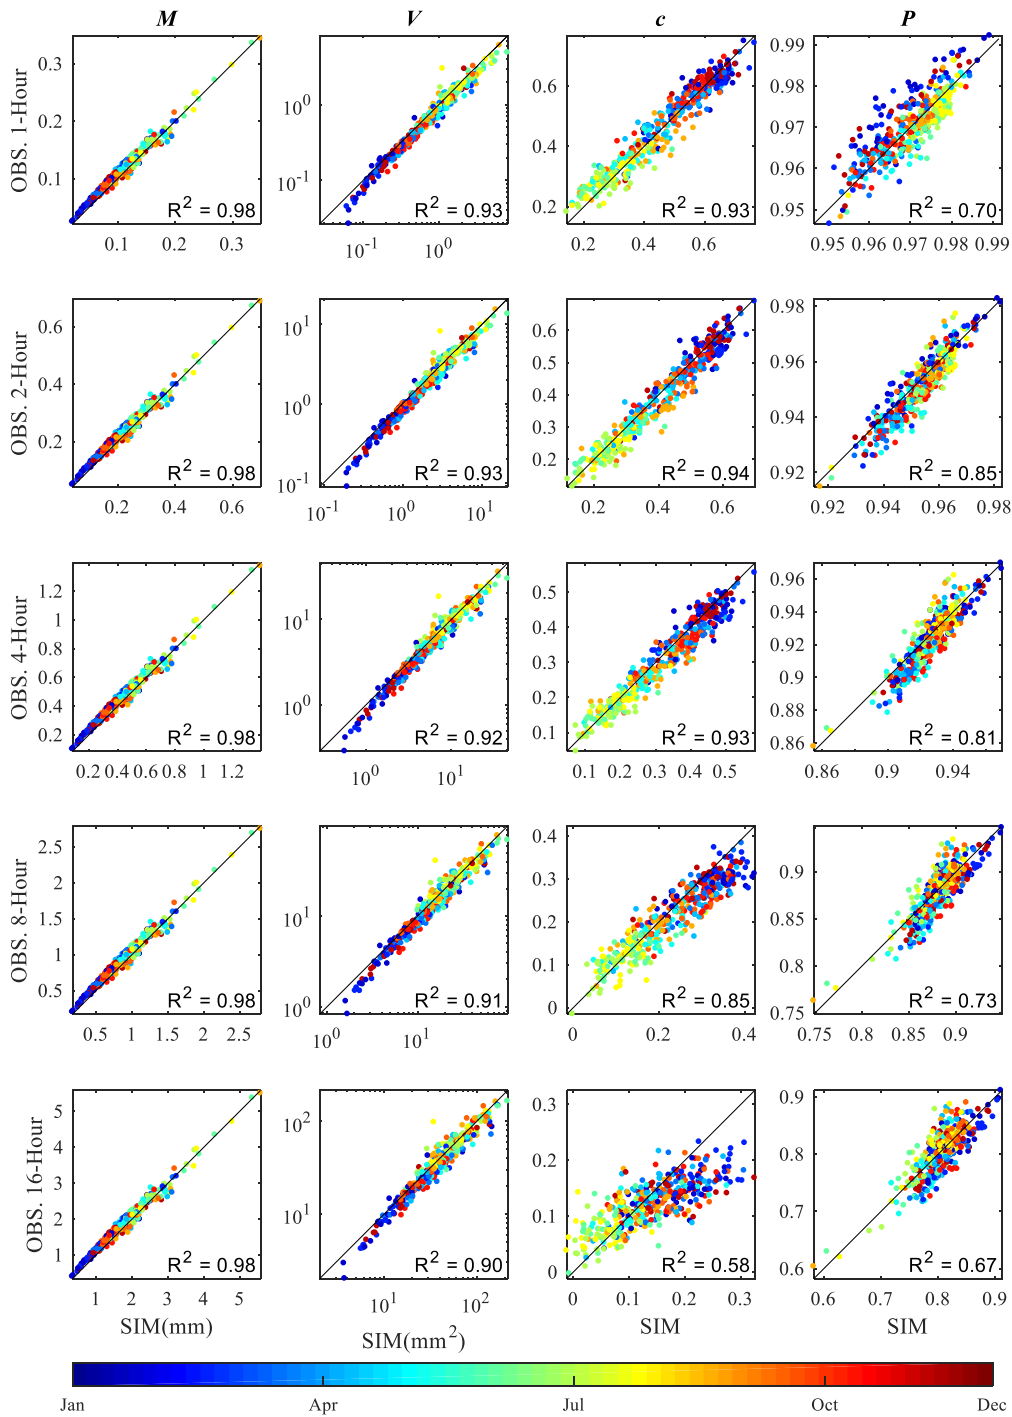 M V c P
OBS. 1-Hour
0.3
0.2
0.1
R² = 0.98
0.1 0.2 0.3
10⁰
10⁻¹
R² = 0.93
10⁻¹ 10⁰
0.6
0.4
0.2
R² = 0.93
0.2 0.4 0.6
0.99
0.98
0.97
0.96
0.95
R² = 0.70
0.95 0.96 0.97 0.98 0.99
OBS. 2-Hour
0.6
0.4
0.2
R² = 0.98
0.2 0.4 0.6
10¹
10⁰
10⁻¹
R² = 0.93
10⁻¹ 10⁰ 10¹
0.6
0.5
0.4
0.3
0.2
R² = 0.94
0.2 0.4 0.6
0.98
0.96
0.94
0.92
R² = 0.85
0.92 0.94 0.96 0.98
OBS. 4-Hour
1.2
1
0.8
0.6
0.4
0.2
R² = 0.98
0.2 0.4 0.6 0.8 1 1.2
10¹
10⁰
R² = 0.92
10⁰ 10¹
0.5
0.4
0.3
0.2
0.1
R² = 0.93
0.1 0.2 0.3 0.4 0.5
0.96
0.94
0.92
0.9
0.88
0.86
R² = 0.81
0.86 0.9 0.94
OBS. 8-Hour
2.5
2
1.5
1
0.5
R² = 0.98
0.5 1 1.5 2 2.5
10¹
10⁰
R² = 0.91
10⁰ 10¹
0.4
0.3
0.2
0.1
0
R² = 0.85
0 0.2 0.4
0.9
0.85
0.8
0.75
R² = 0.73
0.75 0.8 0.85 0.9
OBS. 16-Hour
5
4
3
2
1
R² = 0.98
1 2 3 4 5
SIM(mm)
10²
10¹
R² = 0.90
10¹ 10²
SIM(mm²)
0.3
0.2
0.1
0
R² = 0.58
0 0.1 0.2 0.3
SIM
0.9
0.8
0.7
0.6
R² = 0.67
0.6 0.7 0.8 0.9
SIM
Jan Apr Jul Oct Dec